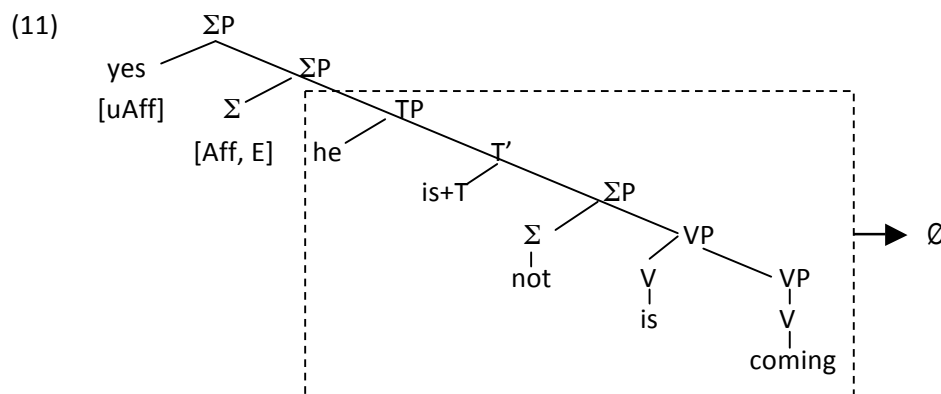 (11)
ΣP
yes ΣP
[uAff] Σ TP
[Aff, E] he T’
is+T ΣP
Σ VP Ø
not V VP
is V
coming